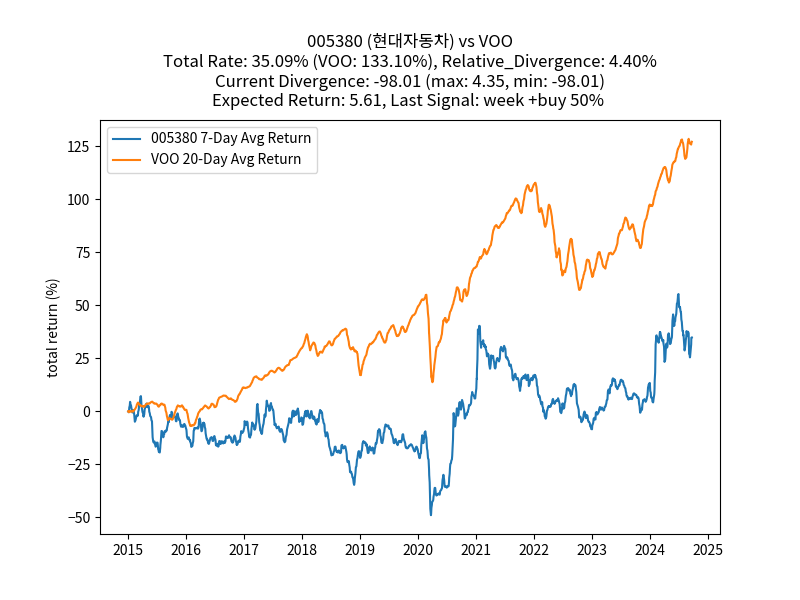 005380 (현대자동차) vs VOO
Total Rate: 35.09% (VOO: 133.10%), Relative_Divergence: 4.40%
Current Divergence: -98.01 (max: 4.35, min: -98.01)
Expected Return: 5.61, Last Signal: week +buy 50%
005380 7-Day Avg Return
VOO 20-Day Avg Return
total return (%)
125
100
75
50
25
0
−25
−50
2015 2016 2017 2018 2019 2020 2021 2022 2023 2024 2025